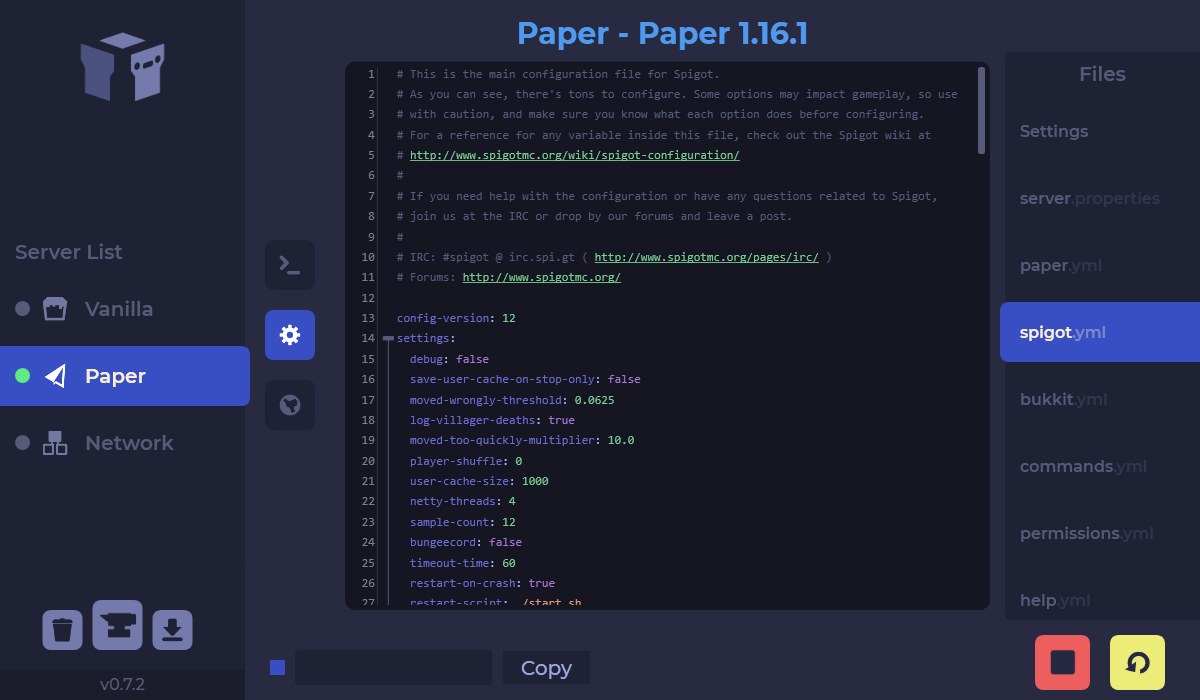 Paper - Paper 1.16.1
Server List
Vanilla
Paper
Network
v0.7.2
1 # This is the main configuration file for Spigot.
2 # As you can see, there's tons to configure. Some options may impact gameplay, so use
3 # with caution, and make sure you know what each option does before configuring.
4 # For a reference for any variable inside this file, check out the Spigot wiki at
5 # http://www.spigotmc.org/wiki/spigot-configuration/
6 #
7 # If you need help with the configuration or have any questions related to Spigot,
8 # join us at the IRC or drop by our forums and leave a post.
9 #
10 # IRC: #spigot @ irc.spi.gt ( http://www.spigotmc.org/pages/irc/ )
11 # Forums: http://www.spigotmc.org/
12
13 config-version: 12
14 settings:
15 debug: false
16 save-user-cache-on-stop-only: false
17 moved-wrongly-threshold: 0.0625
18 log-villager-deaths: true
19 moved-too-quickly-multiplier: 10.0
20 player-shuffle: 0
21 user-cache-size: 1000
22 netty-threads: 4
23 sample-count: 12
24 bungeecord: false
25 timeout-time: 60
26 restart-on-crash: true
27 restart-script: ./start.sh
Copy
Files
Settings
server.properties
paper.yml
spigot.yml
bukkit.yml
commands.yml
permissions.yml
help.yml